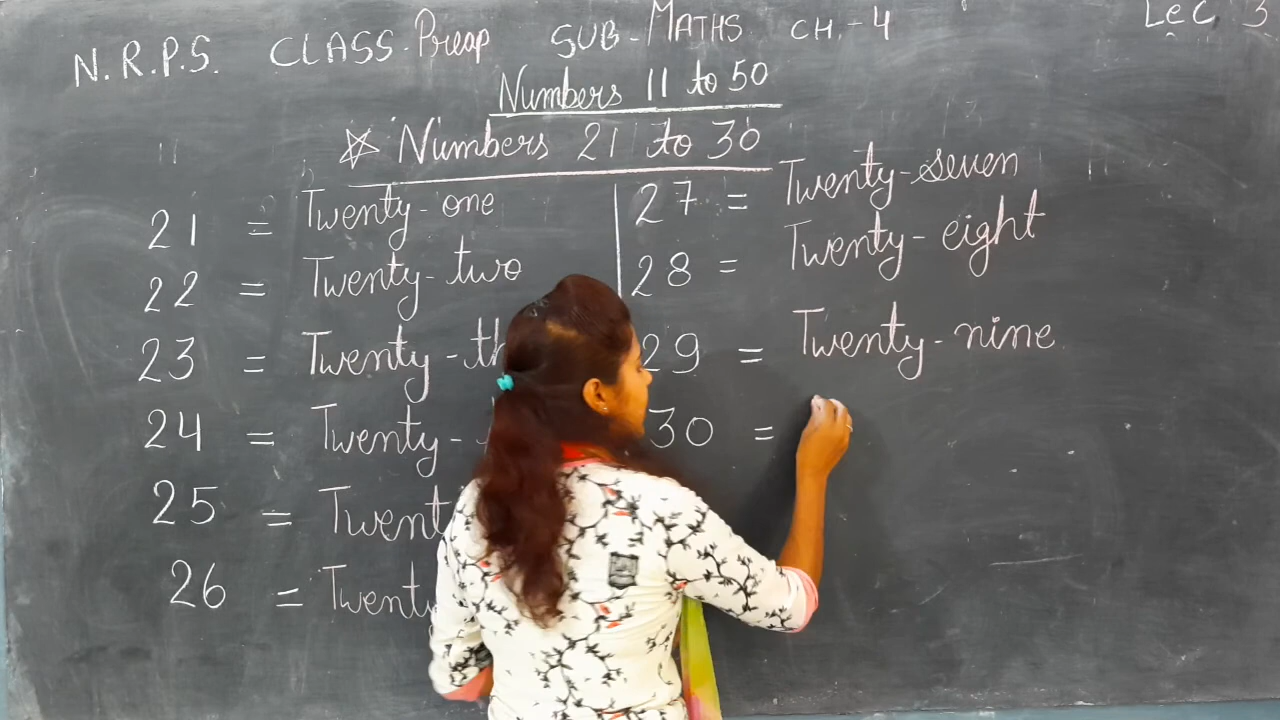 N.R.P.S. CLASS-Preap SUB-MATHS CH.-4 LEC 3
Numbers 11 to 50
Numbers 21 to 30
21 = Twenty-one
22 = Twenty-two
23 = Twenty-th
24 = Twenty-
25 = Twent
26 = Twenty
27 = Twenty-seven
28 = Twenty-eight
29 = Twenty-nine
30 =